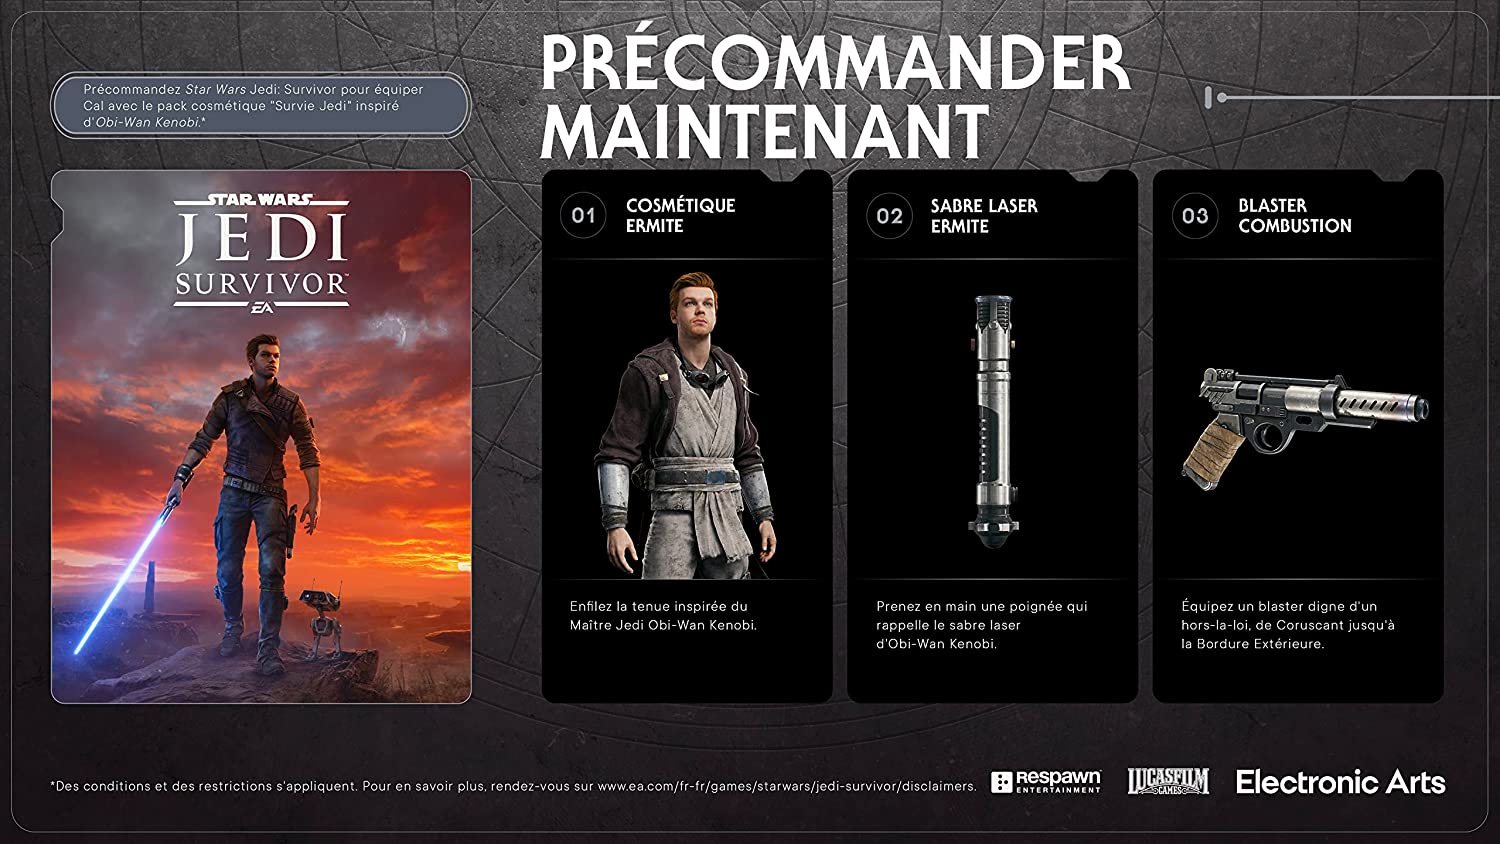 PRÉCOMMANDER
MAINTENANT
Précommandez Star Wars Jedi: Survivor pour équiper
Cal avec le pack cosmétique "Survie Jedi" inspiré
d'Obi-Wan Kenobi.*
STAR WARS
JEDI
SURVIVOR™
EA
01
COSMÉTIQUE
ERMITE
Enfilez la tenue inspirée du
Maître Jedi Obi-Wan Kenobi.
02
SABRE LASER
ERMITE
Prenez en main une poignée qui
rappelle le sabre laser
d'Obi-Wan Kenobi.
03
BLASTER
COMBUSTION
Équipez un blaster digne d'un
hors-la-loi, de Coruscant jusqu'à
la Bordure Extérieure.
*Des conditions et des restrictions s'appliquent. Pour en savoir plus, rendez-vous sur www.ea.com/fr-fr/games/starwars/jedi-survivor/disclaimers.
respawn
ENTERTAINMENT
LUCASFILM
GAMES
Electronic Arts